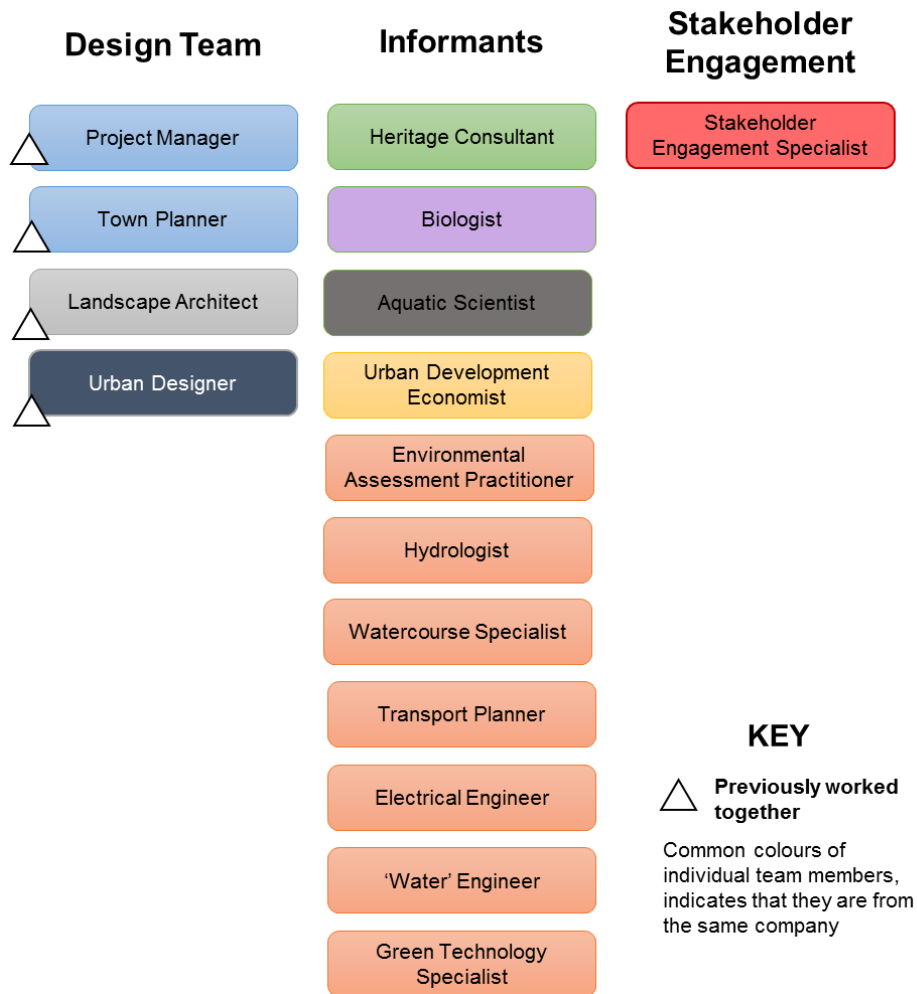 Design Team
Project Manager
Town Planner
Landscape Architect
Urban Designer
Informants
Heritage Consultant
Biologist
Aquatic Scientist
Urban Development
Economist
Environmental
Assessment Practitioner
Hydrologist
Watercourse Specialist
Transport Planner
Electrical Engineer
‘Water’ Engineer
Green Technology
Specialist
Stakeholder
Engagement
Stakeholder
Engagement Specialist
KEY
Previously worked
together
Common colours of
individual team members,
indicates that they are from
the same company